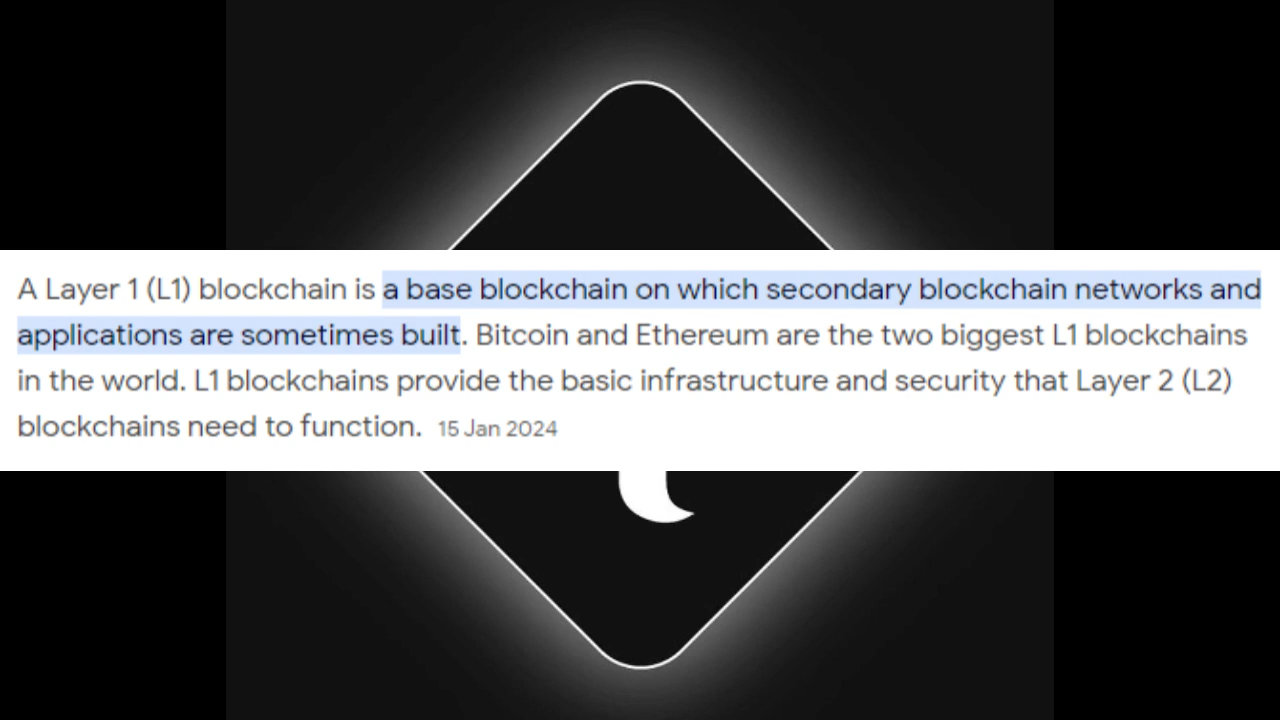 A Layer 1 (L1) blockchain is a base blockchain on which secondary blockchain networks and
applications are sometimes built. Bitcoin and Ethereum are the two biggest L1 blockchains
in the world. L1 blockchains provide the basic infrastructure and security that Layer 2 (L2)
blockchains need to function. 15 Jan 2024